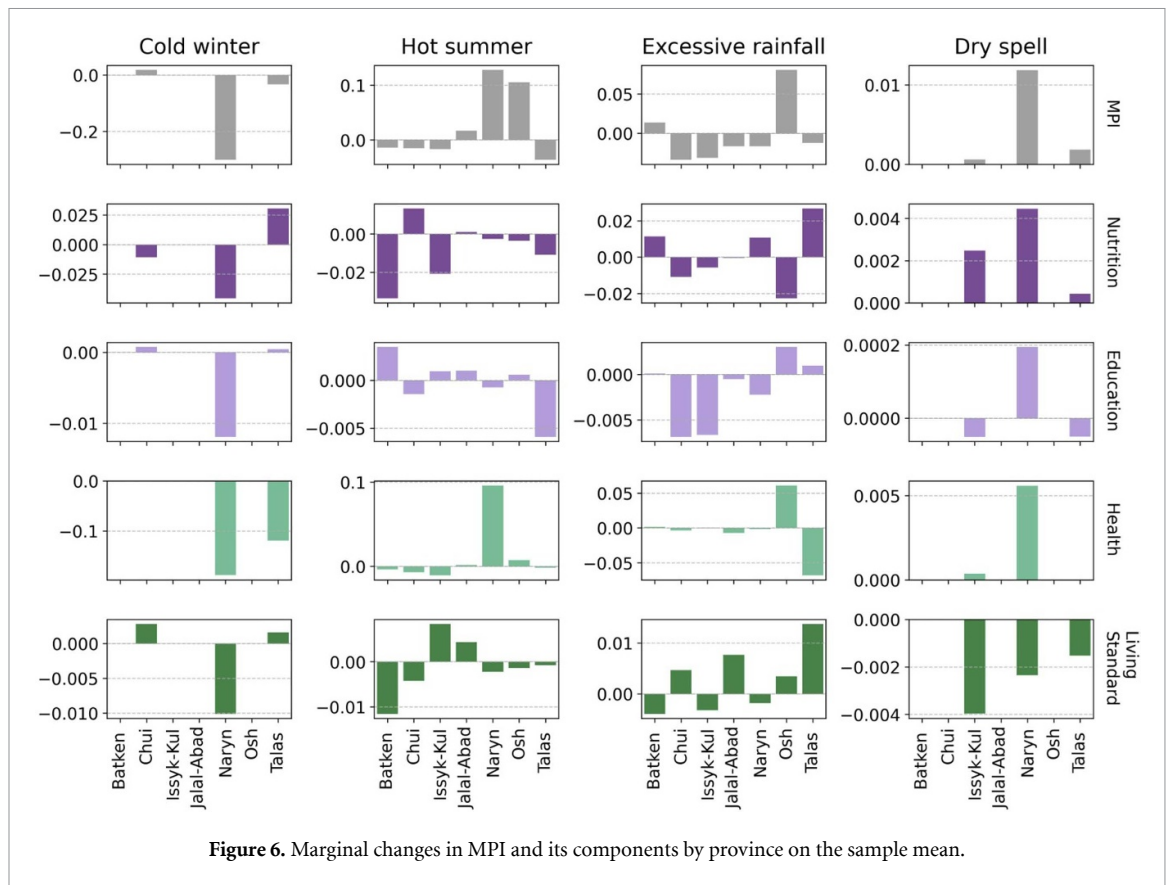 Cold winter Hot summer Excessive rainfall Dry spell
0.0 −0.2 0.1 0.0 0.05 0.00 0.01 0.00 MPI
0.025 0.000 −0.025 0.00 −0.02 0.02 0.00 −0.02 0.004 0.002 0.000 Nutrition
0.00 −0.01 0.000 −0.005 0.000 −0.005 0.0002 0.0000 Education
0.0 −0.1 0.1 0.0 0.05 0.00 −0.05 0.005 0.000 Health
0.000 −0.005 −0.010 0.00 −0.01 0.01 0.00 0.000 −0.002 −0.004 Living
Standard
Batken Chui Issyk-Kul Jalal-Abad Naryn Osh Talas Batken Chui Issyk-Kul Jalal-Abad Naryn Osh Talas Batken Chui Issyk-Kul Jalal-Abad Naryn Osh Talas Batken Chui Issyk-Kul Jalal-Abad Naryn Osh Talas
Figure 6. Marginal changes in MPI and its components by province on the sample mean.